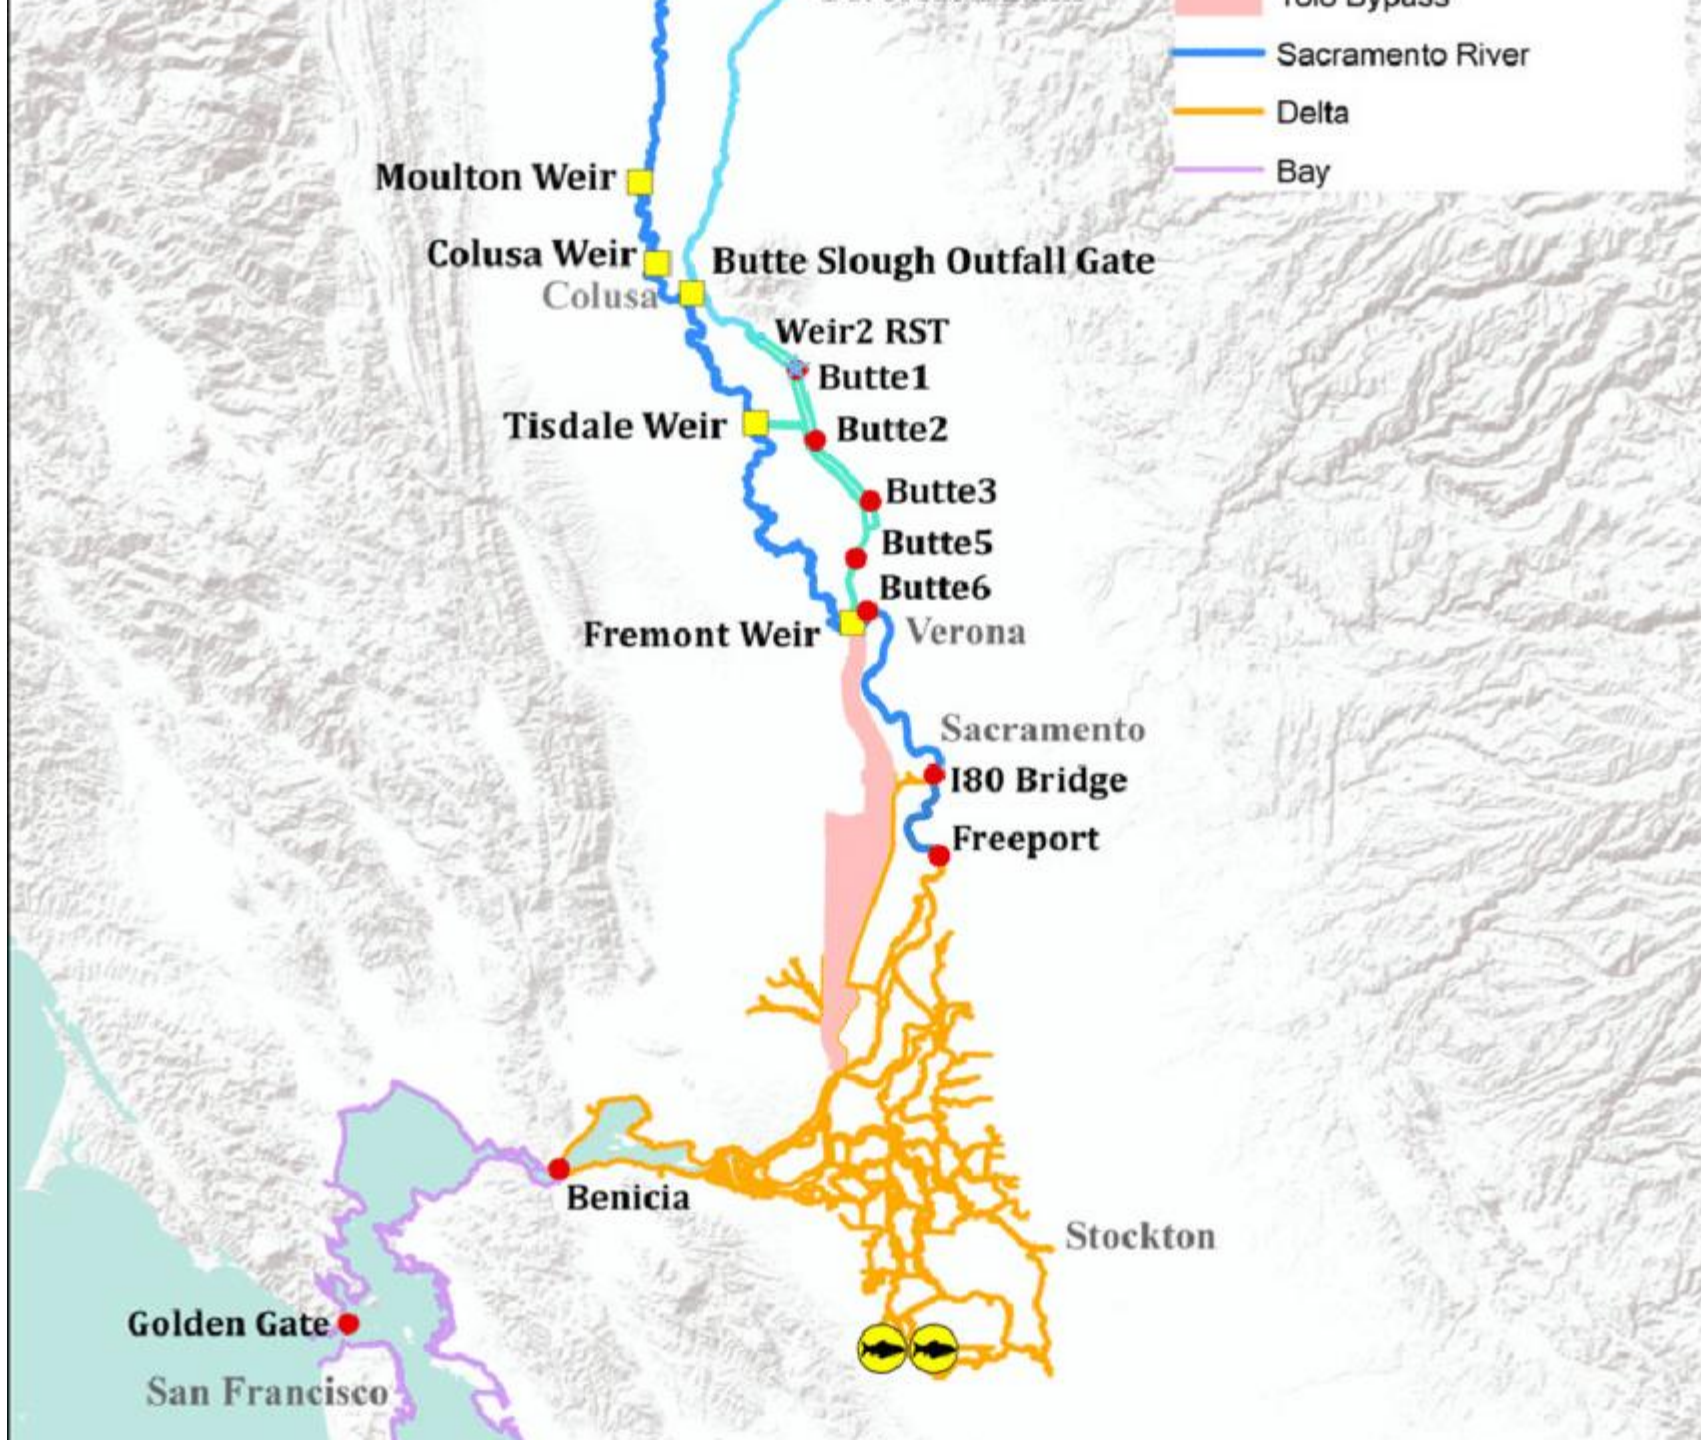 Bypass
Sacramento River
Delta
Bay
Moulton Weir
Colusa Weir
Butte Slough Outfall Gate
Colusa
Weir2 RST
Butte1
Tisdale Weir
Butte2
Butte3
Butte5
Butte6
Fremont Weir
Verona
Sacramento
I80 Bridge
Freeport
Benicia
Stockton
Golden Gate
San Francisco